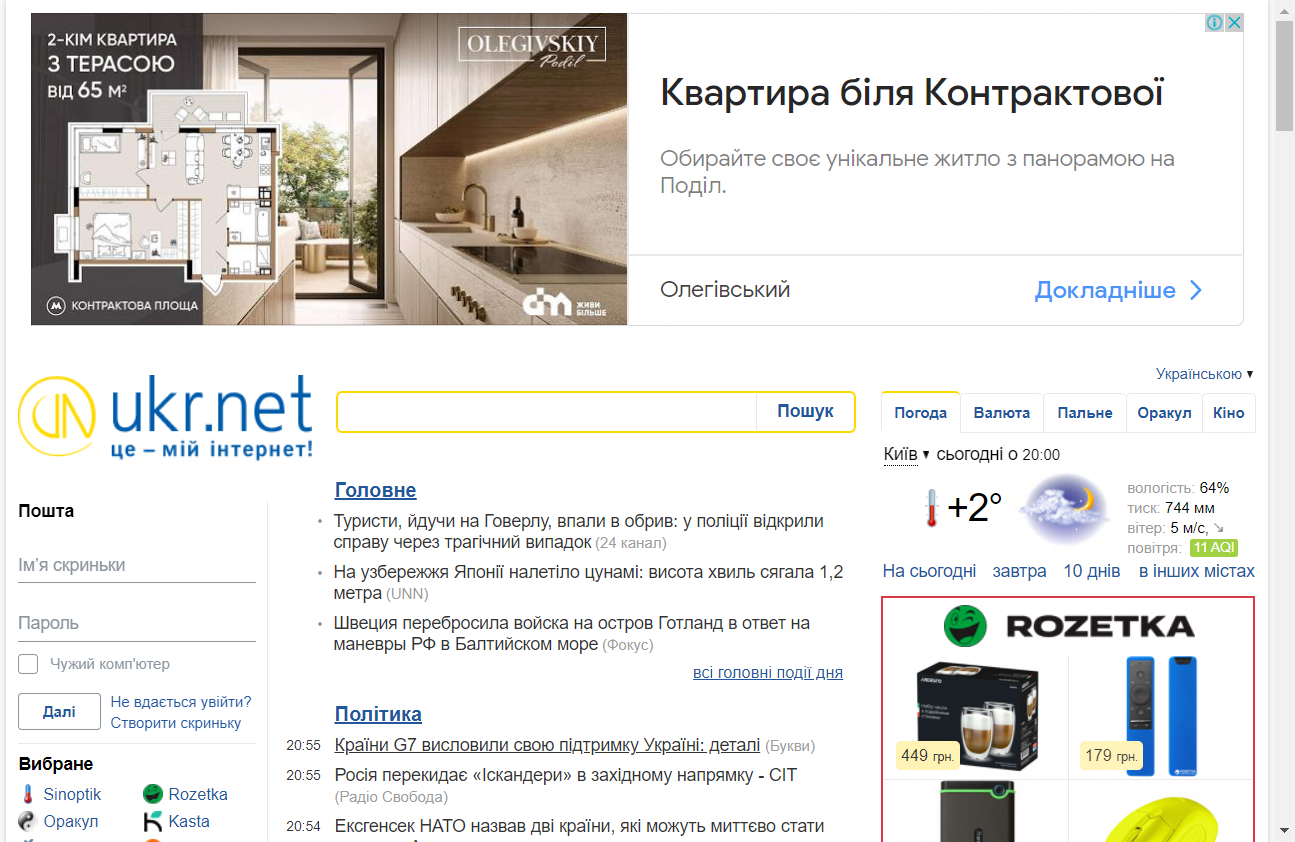 2-КІМ КВАРТИРА
З ТЕРАСОЮ
ВІД 65 М²
OLEGIVSKIY
Podil
М КОНТРАКТОВА ПЛОЩА
dim ЖИВИ
БІЛЬШЕ
Квартира біля Контрактової
Обирайте своє унікальне житло з панорамою на
Поділ.
Олегівський
Докладніше
Українською
ukr.net
це – мій інтернет!
Пошук
Погода
Валюта
Пальне
Оракул
Кіно
Київ сьогодні о 20:00
+2°
вологість: 64%
тиск: 744 мм
вітер: 5 м/с,
повітря: 11 AQI
На сьогодні завтра 10 днів в інших містах
Пошта
Ім'я скриньки
Пароль
Чужий комп'ютер
Далі
Не вдається увійти?
Створити скриньку
Вибране
Sinoptik
Rozetka
Оракул
Kasta
Головне
Туристи, йдучи на Говерлу, впали в обрив: у поліції відкрили
справу через трагічний випадок (24 канал)
На узбережжя Японії налетіло цунамі: висота хвиль сягала 1,2
метра (UNN)
Швеция перебросила войска на остров Готланд в ответ на
маневры РФ в Балтийском море (Фокус)
всі головні події дня
Політика
20:55 Країни G7 висловили свою підтримку Україні: деталі (Букви)
20:55 Росія перекидає «Іскандери» в західному напрямку - CIT
(Радіо Свобода)
20:54 Ексгенсек НАТО назвав дві країни, які можуть миттєво стати
ROZETKA
ARDESTO
449 грн.
179 грн.